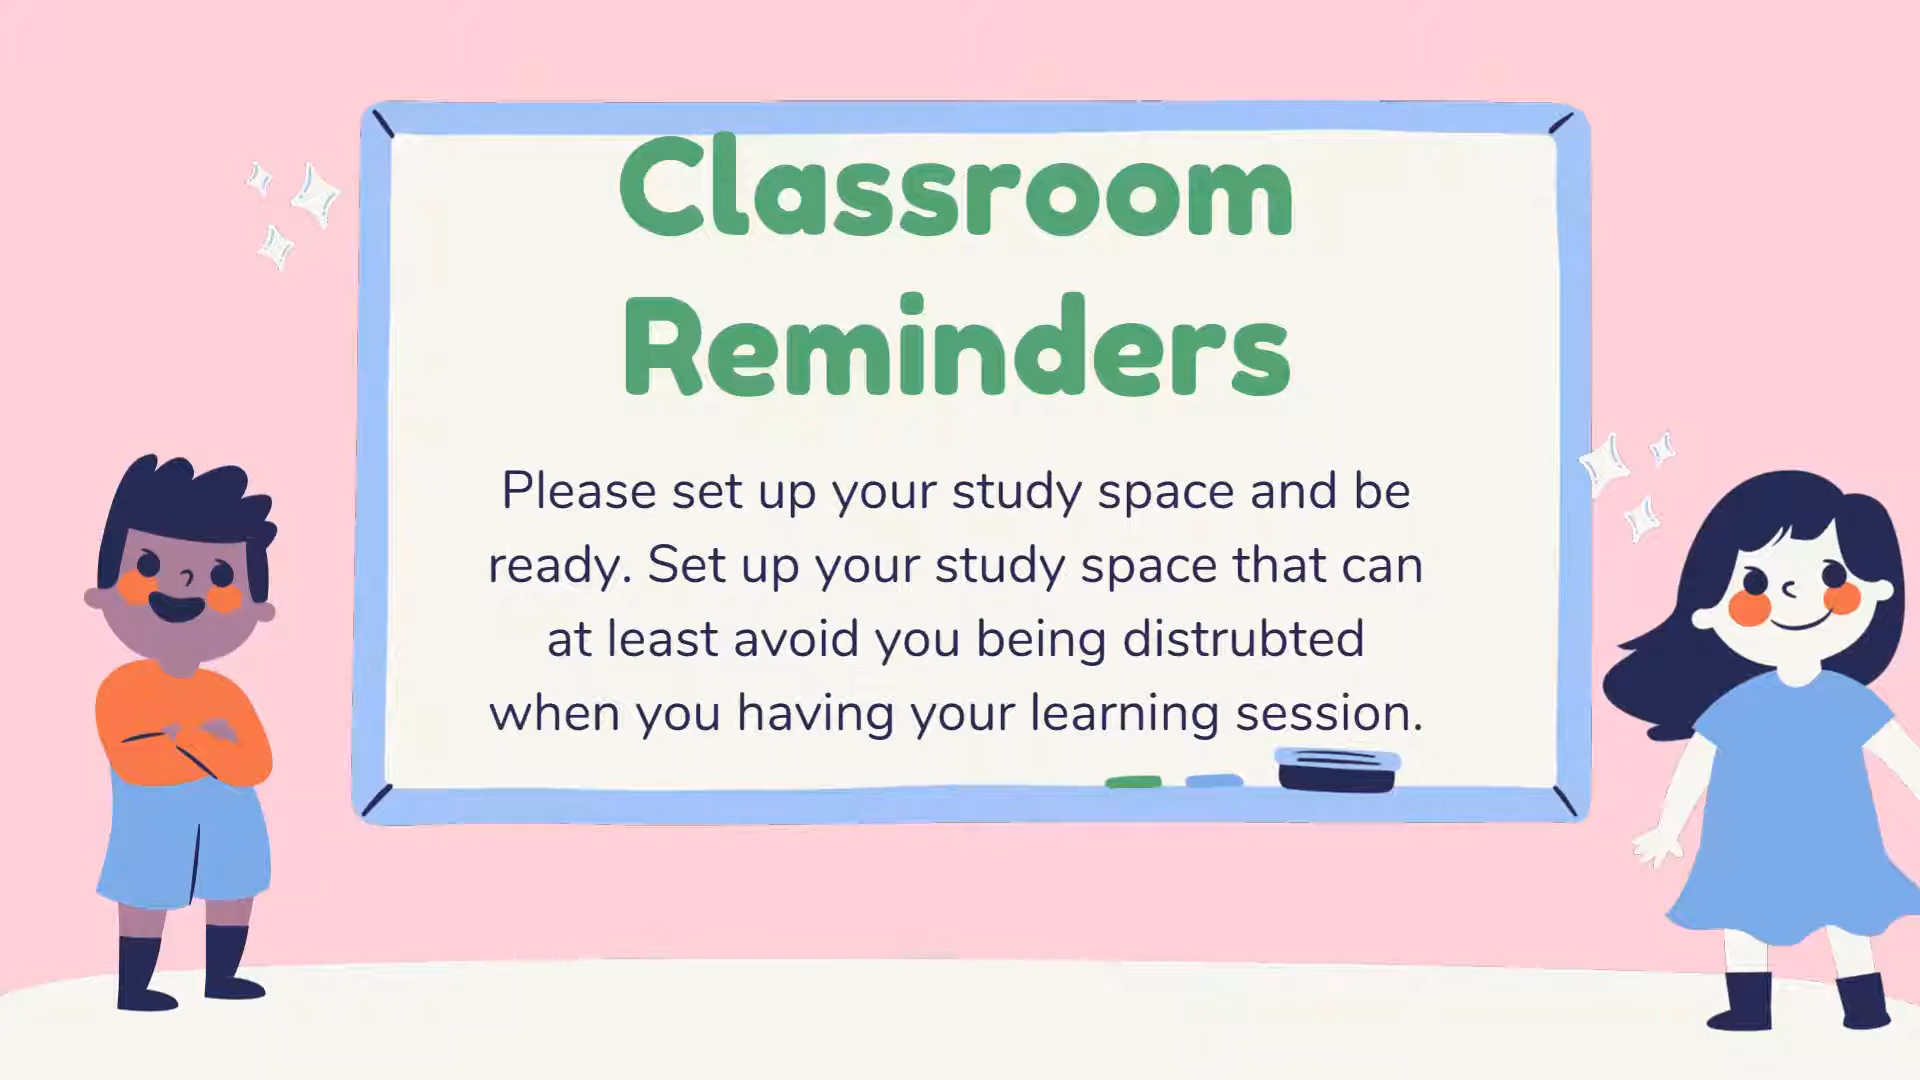 Classroom
Reminders
Please set up your study space and be
ready. Set up your study space that can
at least avoid you being distrubted
when you having your learning session.